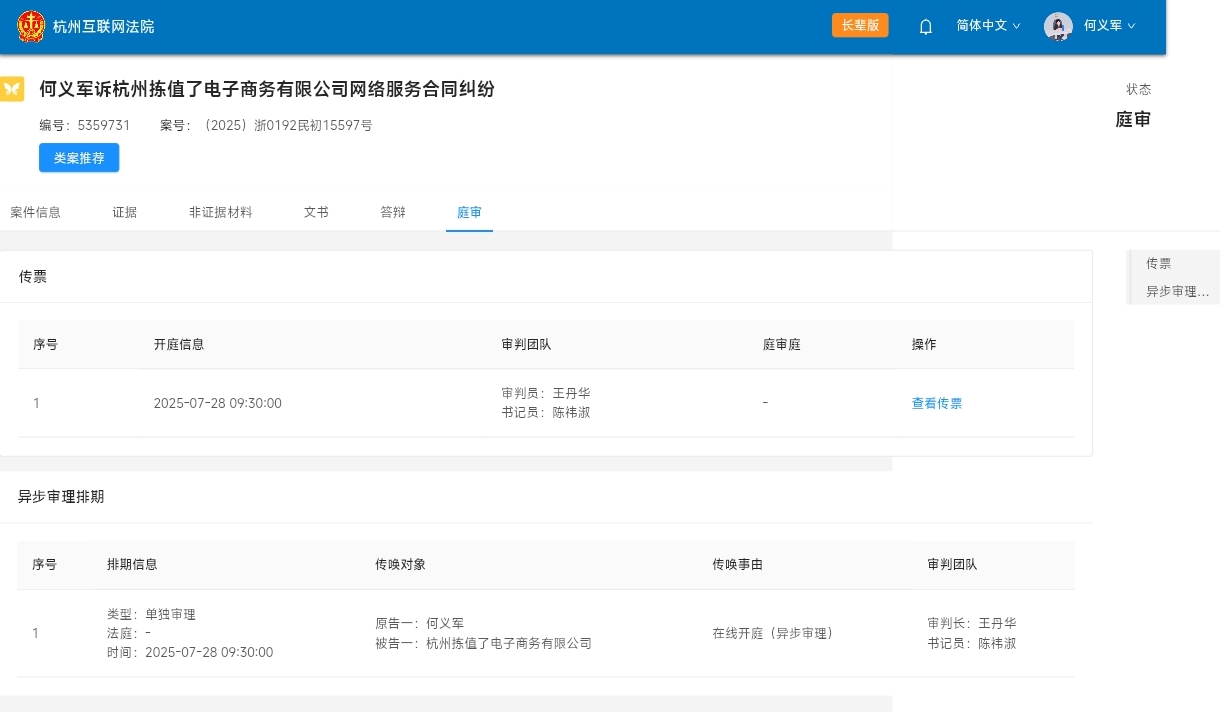 杭州互联网法院
长辈版
简体中文
何义军
何义军诉杭州拣值了电子商务有限公司网络服务合同纠纷
状态
编号：5359731 案号：（2025）浙0192民初15597号
庭审
类案推荐
案件信息 证据 非证据材料 文书 答辩 庭审
传票
传票
异步审理...
序号 开庭信息 审判团队 庭审庭 操作
1 2025-07-28 09:30:00 审判员：王丹华 - 查看传票
书记员：陈祎淑
异步审理排期
序号 排期信息 传唤对象 传唤事由 审判团队
1
类型：单独审理
法庭：-
时间：2025-07-28 09:30:00
原告一：何义军
被告一：杭州拣值了电子商务有限公司
在线开庭（异步审理）
审判长：王丹华
书记员：陈祎淑